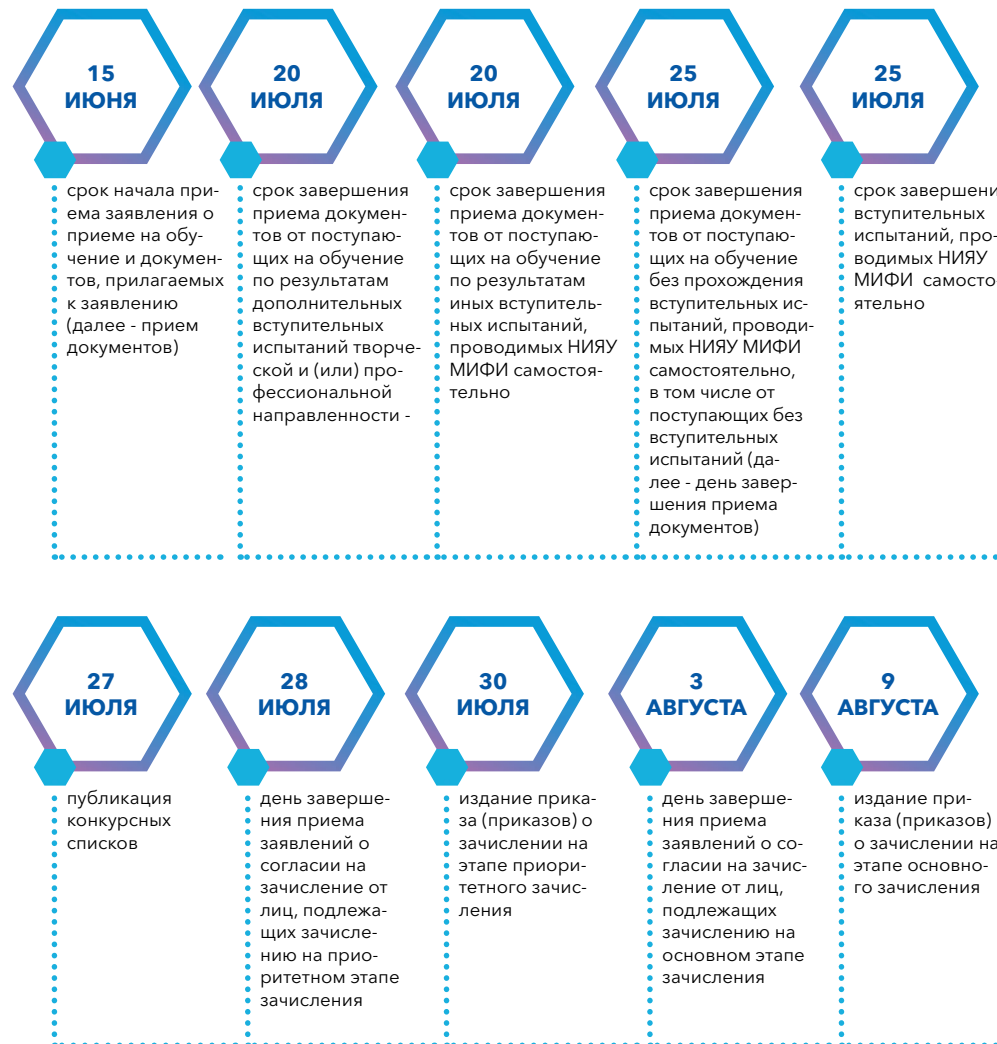 15
ИЮНЯ
срок начала при-
ема заявления о
приеме на обу-
чение и докумен-
тов, прилагаемых
к заявлению
(далее - прием
документов)
20
ИЮЛЯ
срок завершения
приема докумен-
тов от поступаю-
щих на обучение
по результатам
дополнительных
вступительных
испытаний творче-
ской и (или) про-
фессиональной
направленности -
20
ИЮЛЯ
срок завершения
приема докумен-
тов от поступаю-
щих на обучение
по результатам
иных вступитель-
ных испытаний,
проводимых НИЯУ
МИФИ самостоя-
тельно
25
ИЮЛЯ
срок завершения
приема докумен-
тов от поступаю-
щих на обучение
без прохождения
вступительных ис-
пытаний, проводи-
мых НИЯУ МИФИ
самостоятельно,
в том числе от
поступающих без
вступительных
испытаний (да-
лее - день завер-
шения приема
документов)
25
ИЮЛЯ
срок завершени
вступительных
испытаний, про-
водимых НИЯУ
МИФИ самосто-
ятельно
27
ИЮЛЯ
публикация
конкурсных
списков
28
ИЮЛЯ
день заверше-
ния приема
заявлений о
согласии на
зачисление от
лиц, подлежа-
щих зачисле-
нию на прио-
ритетном этапе
зачисления
30
ИЮЛЯ
издание прика-
за (приказов) о
зачислении на
этапе приори-
тетного зачис-
ления
3
АВГУСТА
день заверше-
ния приема
заявлений о со-
гласии на зачис-
ление от лиц,
подлежащих
зачислению на
основном этапе
зачисления
9
АВГУСТА
издание при-
каза (приказов)
о зачислении на
этапе основно-
го зачисления